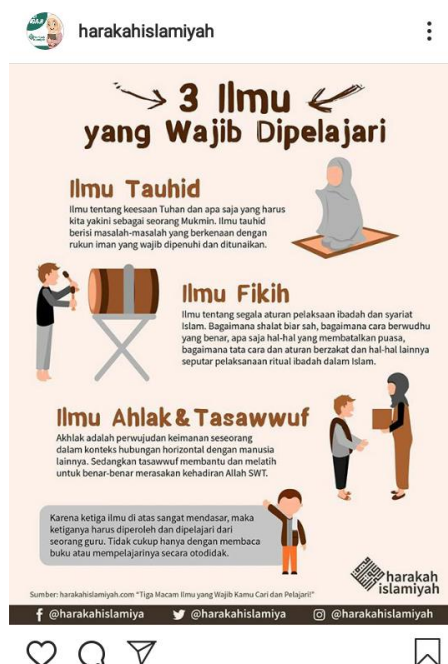 harakahislamiyah
3 Ilmu
yang Wajib Dipelajari
Ilmu Tauhid
Ilmu tentang keesaan Tuhan dan apa saja yang harus
kita yakini sebagai seorang Mukmin. Ilmu tauhid
berisi masalah-masalah yang berkenaan dengan
rukun iman yang wajib dipenuhi dan ditunaikan.
Ilmu Fikih
Ilmu tentang segala aturan pelaksaan ibadah dan syariat
Islam. Bagaimana shalat biar sah, bagaimana cara berwudhu
yang benar, apa saja hal-hal yang membatalkan puasa,
bagaimana tata cara dan aturan berzakat dan hal-hal lainnya
seputar pelaksanaan ritual ibadah dalam Islam.
Ilmu Ahlak&Tasawwuf
Akhlak adalah perwujudan keimanan seseorang
dalam konteks hubungan horizontal dengan manusia
lainnya. Sedangkan tasawwuf membantu dan melatih
untuk benar-benar merasakan kehadiran Allah SWT.
Karena ketiga ilmu di atas sangat mendasar, maka
ketiganya harus diperoleh dan dipelajari dari
seorang guru. Tidak cukup hanya dengan membaca
buku atau mempelajarinya secara otodidak.
harakah
islamiyah
Sumber: harakahislamiyah.com "Tiga Macam Ilmu yang Wajib Kamu Cari dan Pelajari!"
@harakahislamiya @harakahislamiya @harakahislamiyah